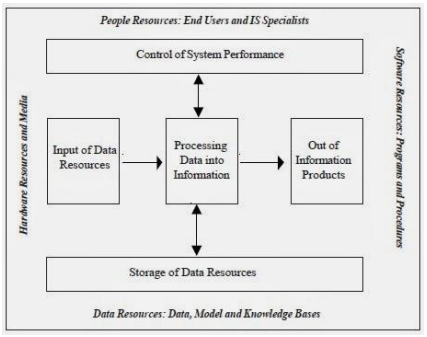 People Resources: End Users and IS Specialists
Control of System Performance
Hardware Resources and Media
Software Resources: Programs and Procedures
Input of Data
Resources
Processing
Data into
Information
Out of
Information
Products
Storage of Data Resources
Data Resources: Data, Model and Knowledge Bases